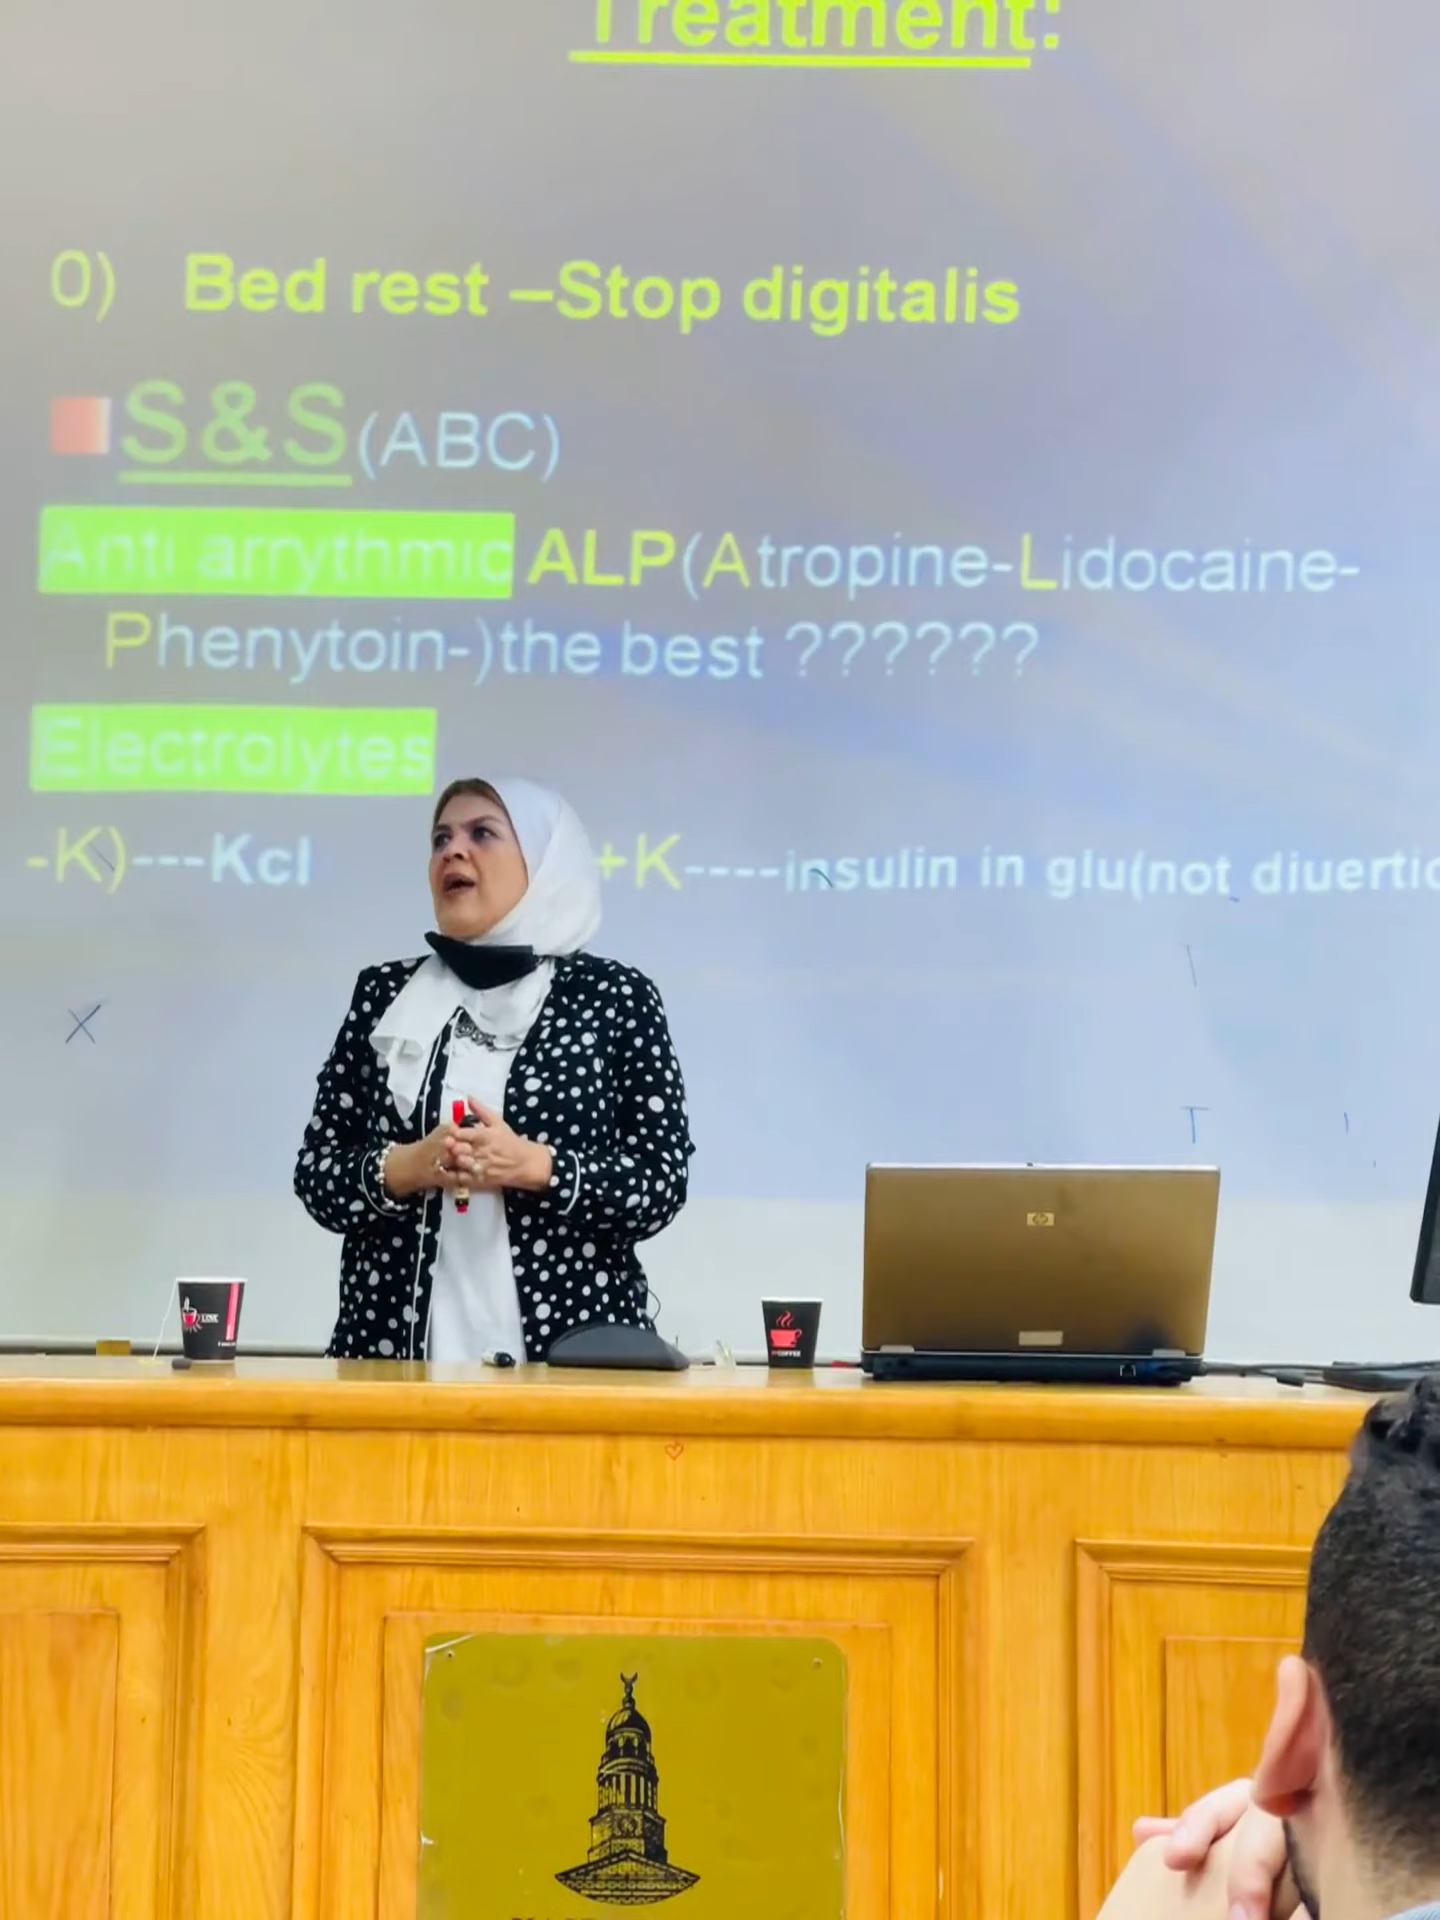 Treatment:
0) Bed rest –Stop digitalis
S&S(ABC)
Anti arrythmic ALP(Atropine-Lidocaine-
Phenytoin-)the best ??????
Electrolytes
-K)---Kcl +K----insulin in glu(not diuertic
X
T
hp